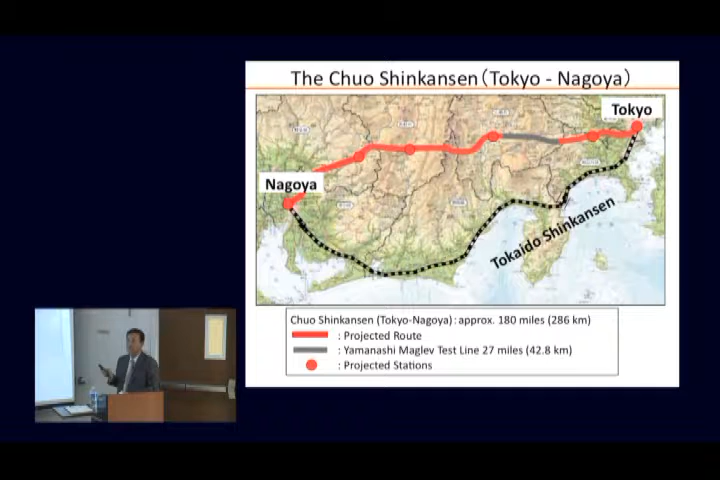 The Chuo Shinkansen（Tokyo - Nagoya）
Tokyo
Nagoya
Tokaido Shinkansen
Chuo Shinkansen (Tokyo-Nagoya) : approx. 180 miles (286 km)
: Projected Route
: Yamanashi Maglev Test Line 27 miles (42.8 km)
: Projected Stations